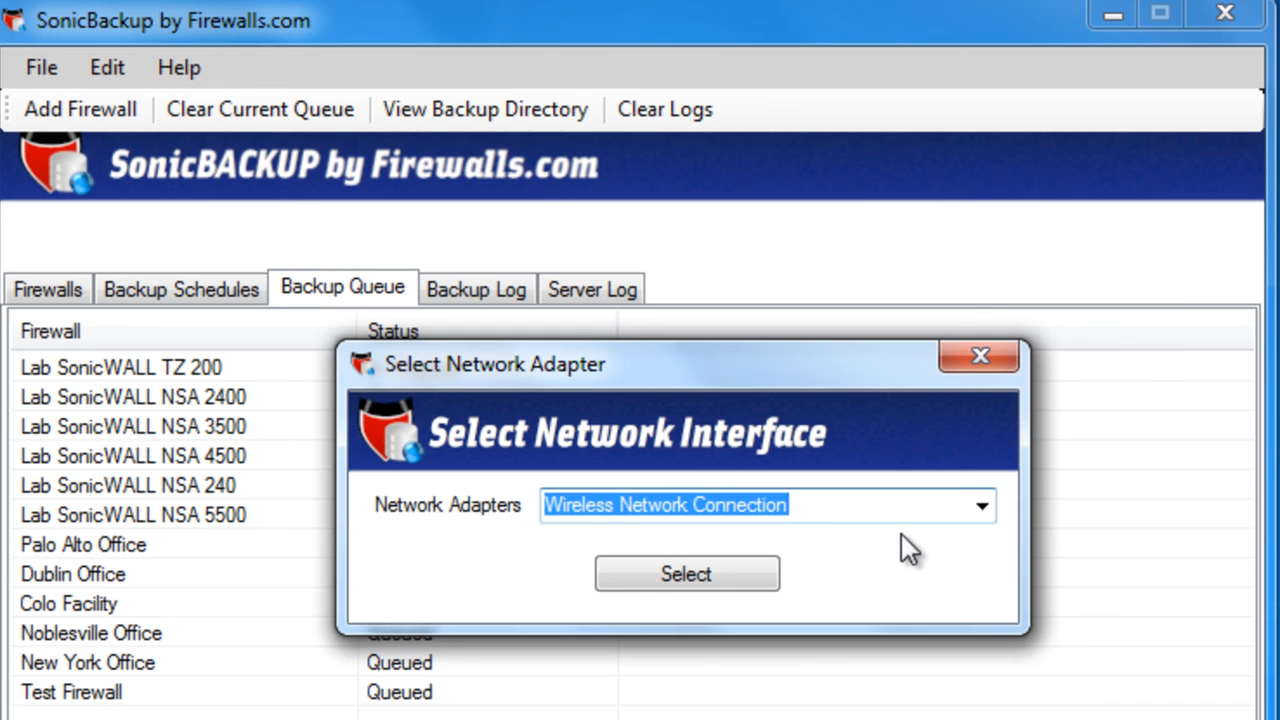 SonicBackup by Firewalls.com
File Edit Help
Add Firewall Clear Current Queue View Backup Directory Clear Logs
SonicBACKUP by Firewalls.com
Firewalls Backup Schedules Backup Queue Backup Log Server Log
Firewall Status
Lab SonicWALL TZ 200
Lab SonicWALL NSA 2400
Lab SonicWALL NSA 3500
Lab SonicWALL NSA 4500
Lab SonicWALL NSA 240
Lab SonicWALL NSA 5500
Palo Alto Office
Dublin Office
Colo Facility
Noblesville Office Queued
New York Office Queued
Test Firewall Queued
Select Network Adapter
Select Network Interface
Network Adapters Wireless Network Connection
Select